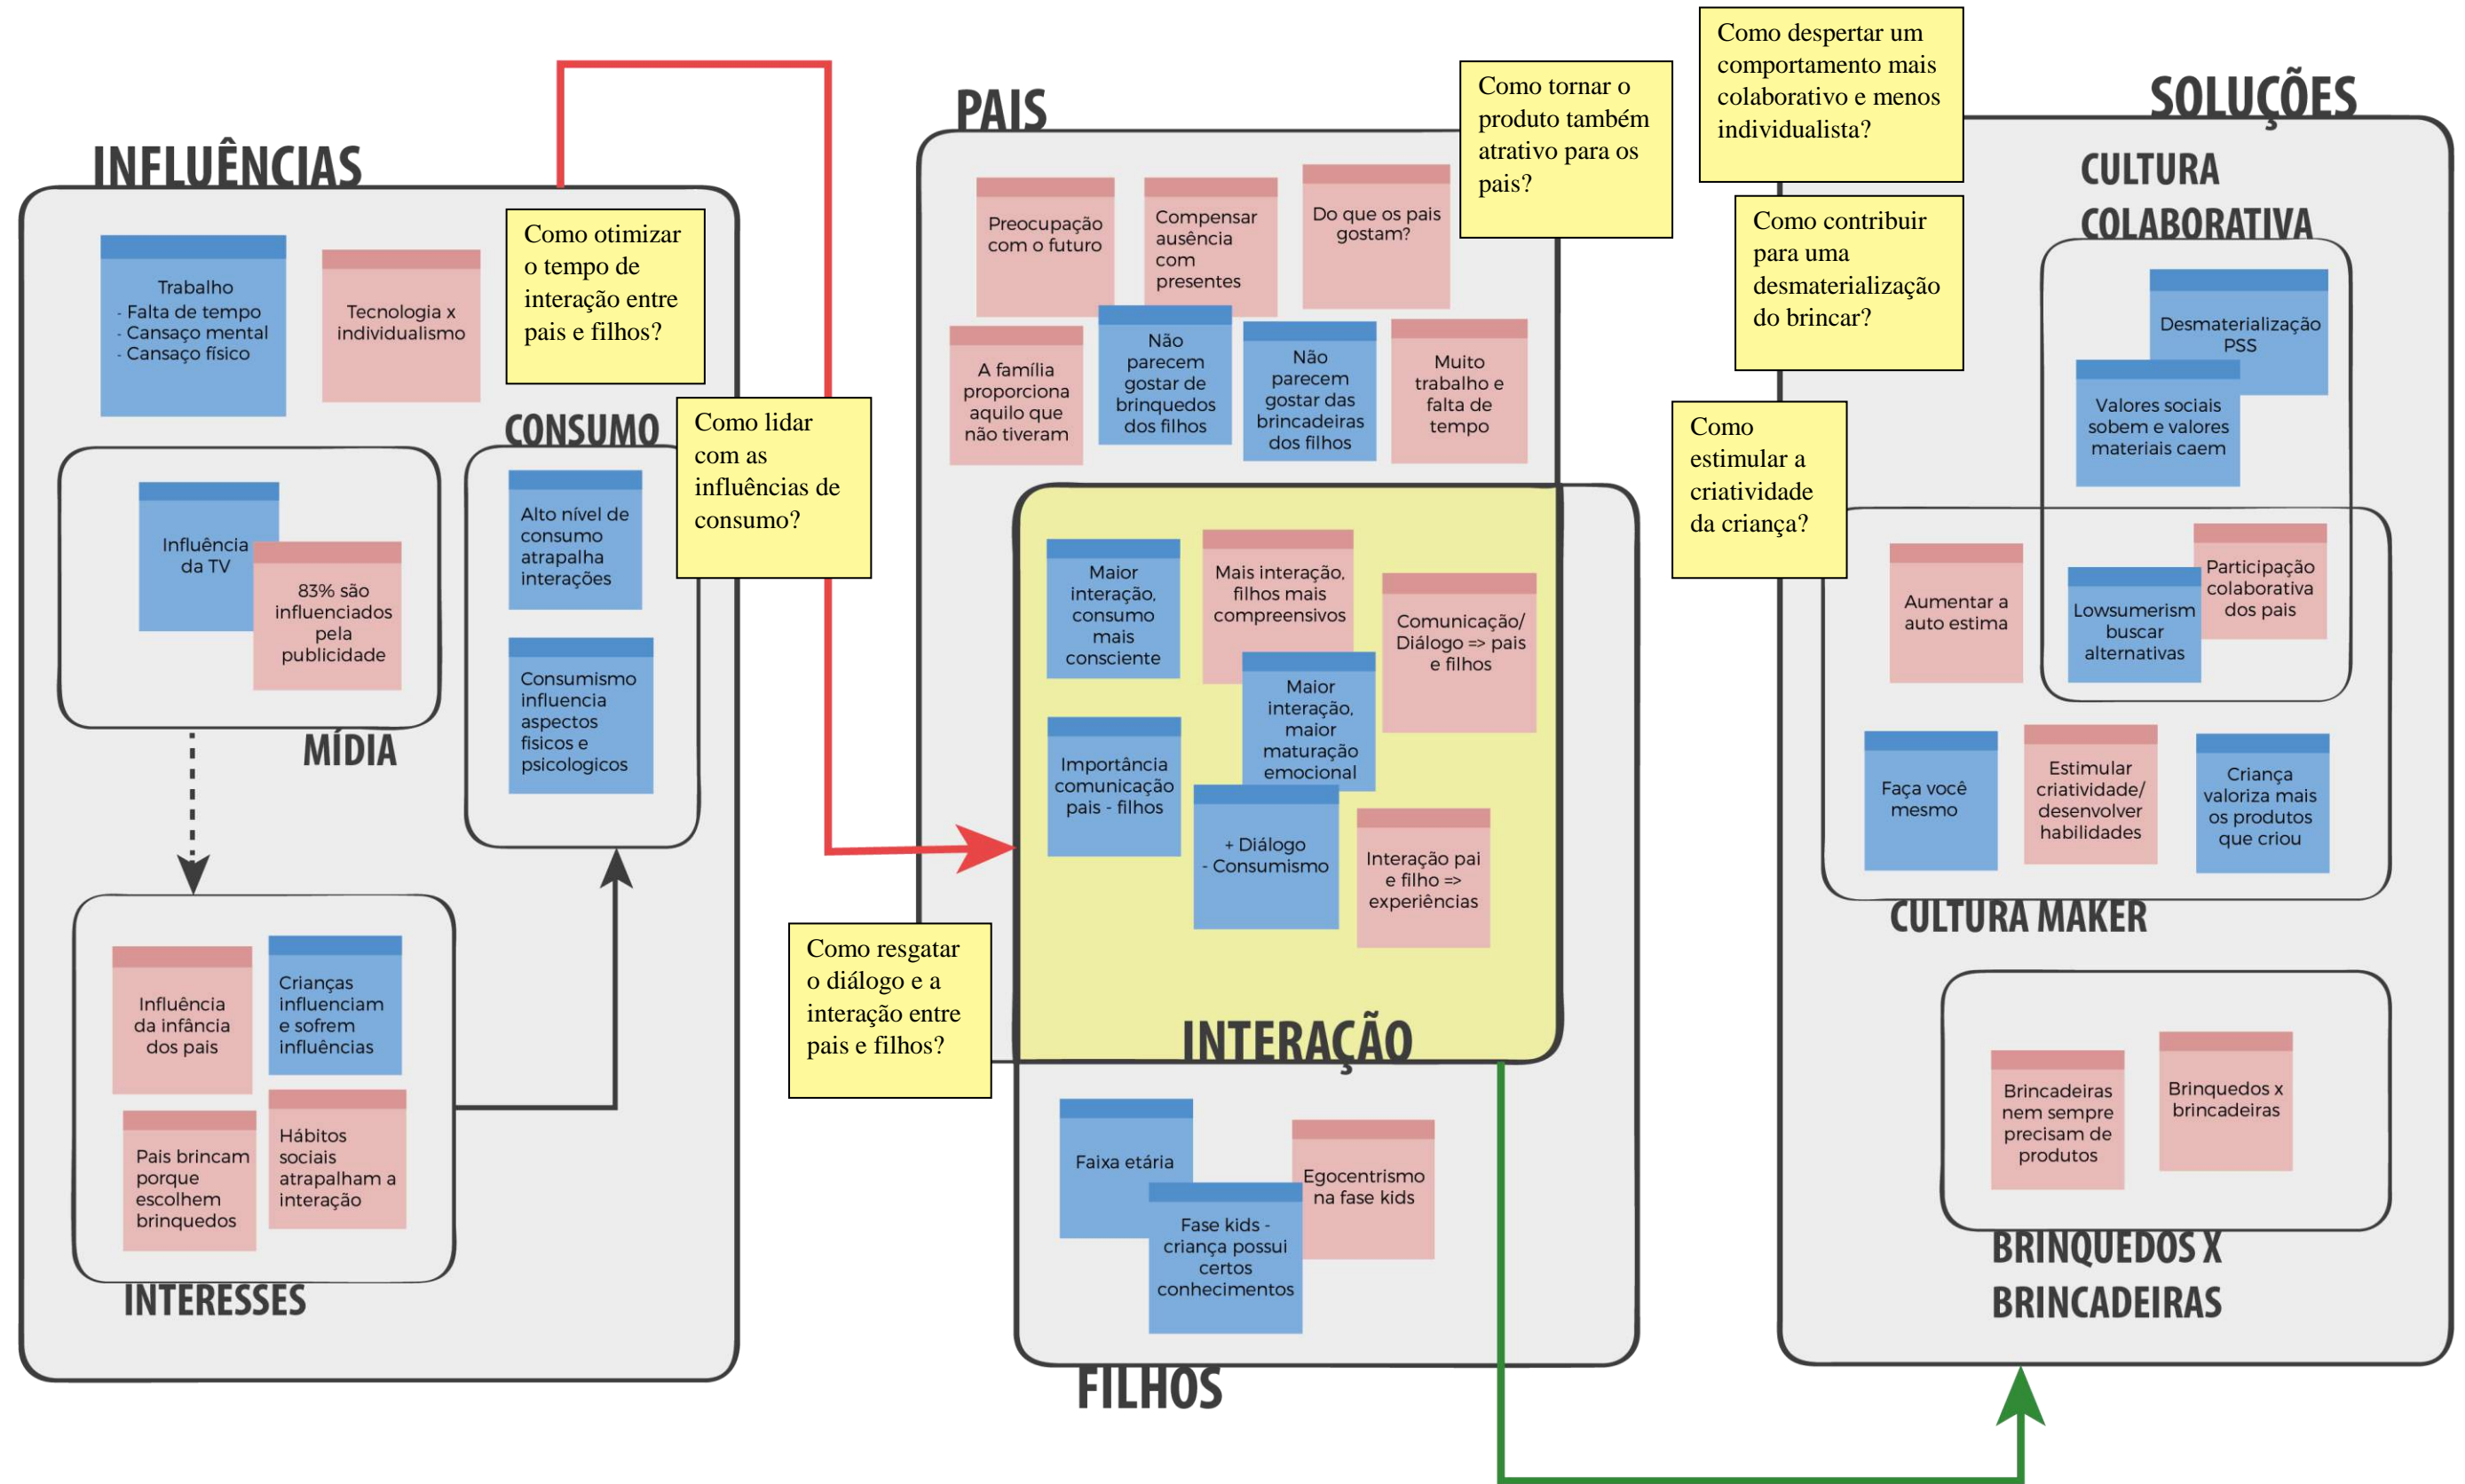 INFLUÊNCIAS
Trabalho
- Falta de tempo
- Cansaço mental
- Cansaço físico
Tecnologia x
individualismo
Como otimizar
o tempo de
interação entre
pais e filhos?
CONSUMO
Como lidar
com as
influências de
consumo?
Influência
da TV
83% são
influenciados
pela
publicidade
MÍDIA
Alto nível de
consumo
atrapalha
interações
Consumismo
influencia
aspectos
fisicos e
psicologicos
Influência
da infância
dos pais
Crianças
influenciam
e sofrem
influências
Pais brincam
porque
escolhem
brinquedos
Hábitos
sociais
atrapalham a
interação
INTERESSES
PAIS
Como tornar o
produto também
atrativo para os
pais?
Preocupação
com o futuro
Compensar
ausência
com
presentes
Do que os pais
gostam?
A família
proporciona
aquilo que
não tiveram
Não
parecem
gostar de
brinquedos
dos filhos
Não
parecem
gostar das
brincadeiras
dos filhos
Muito
trabalho e
falta de
tempo
Maior
interação,
consumo
mais
consciente
Mais interação,
filhos mais
compreensivos
Comunicação/
Diálogo => pais
e filhos
Maior
interação,
maior
maturação
emocional
Importância
comunicação
pais - filhos
+ Diálogo
- Consumismo
Interação pai
e filho =>
experiências
Como resgatar
o diálogo e a
interação entre
pais e filhos?
INTERAÇÃO
Faixa etária
Egocentrismo
na fase kids
Fase kids -
criança possui
certos
conhecimentos
FILHOS
Como despertar um
comportamento mais
colaborativo e menos
individualista?
SOLUÇÕES
CULTURA
COLABORATIVA
Como contribuir
para uma
desmaterialização
do brincar?
Desmaterialização
PSS
Valores sociais
sobem e valores
materiais caem
Como
estimular a
criatividade
da criança?
Aumentar a
auto estima
Participação
colaborativa
dos pais
Lowsumerism
buscar
alternativas
Faça você
mesmo
Estimular
criatividade/
desenvolver
habilidades
Criança
valoriza mais
os produtos
que criou
CULTURA MAKER
Brincadeiras
nem sempre
precisam de
produtos
Brinquedos x
brincadeiras
BRINQUEDOS X
BRINCADEIRAS